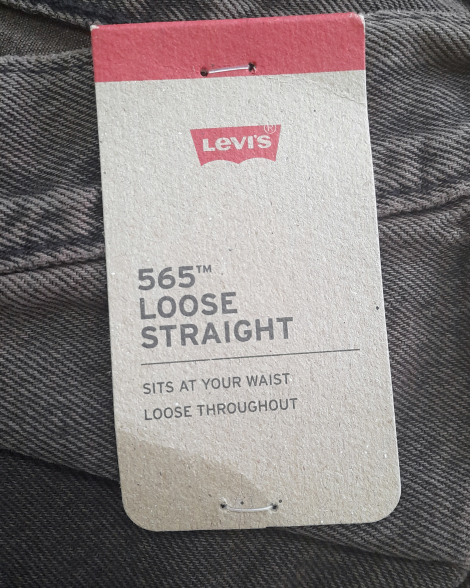 Levi's
565™
LOOSE
STRAIGHT
SITS AT YOUR WAIST
LOOSE THROUGHOUT